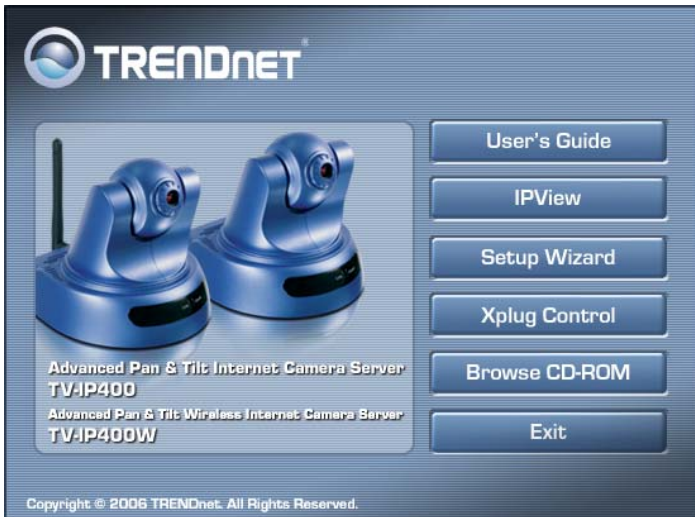 TRENDNET®
User's Guide
IPView
Setup Wizard
Xplug Control
Browse CD-ROM
Exit
Advanced Pan & Tilt Internet Camera Server
TV-IP400
Advanced Pan & Tilt Wireless Internet Camera Server
TV-IP400W
Copyright © 2006 TRENDnet. All Rights Reserved.